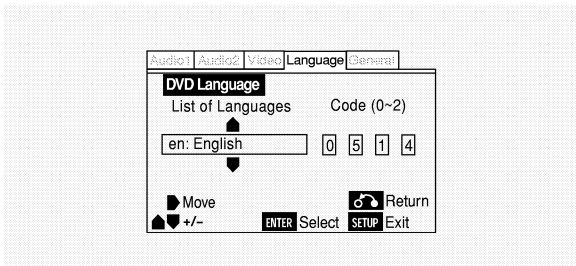 Audio1 Audio2 Video Language General
DVD Language
List of Languages Code (0~2)
en: English 0 5 1 4
Move Return
+/– ENTER Select SETUP Exit